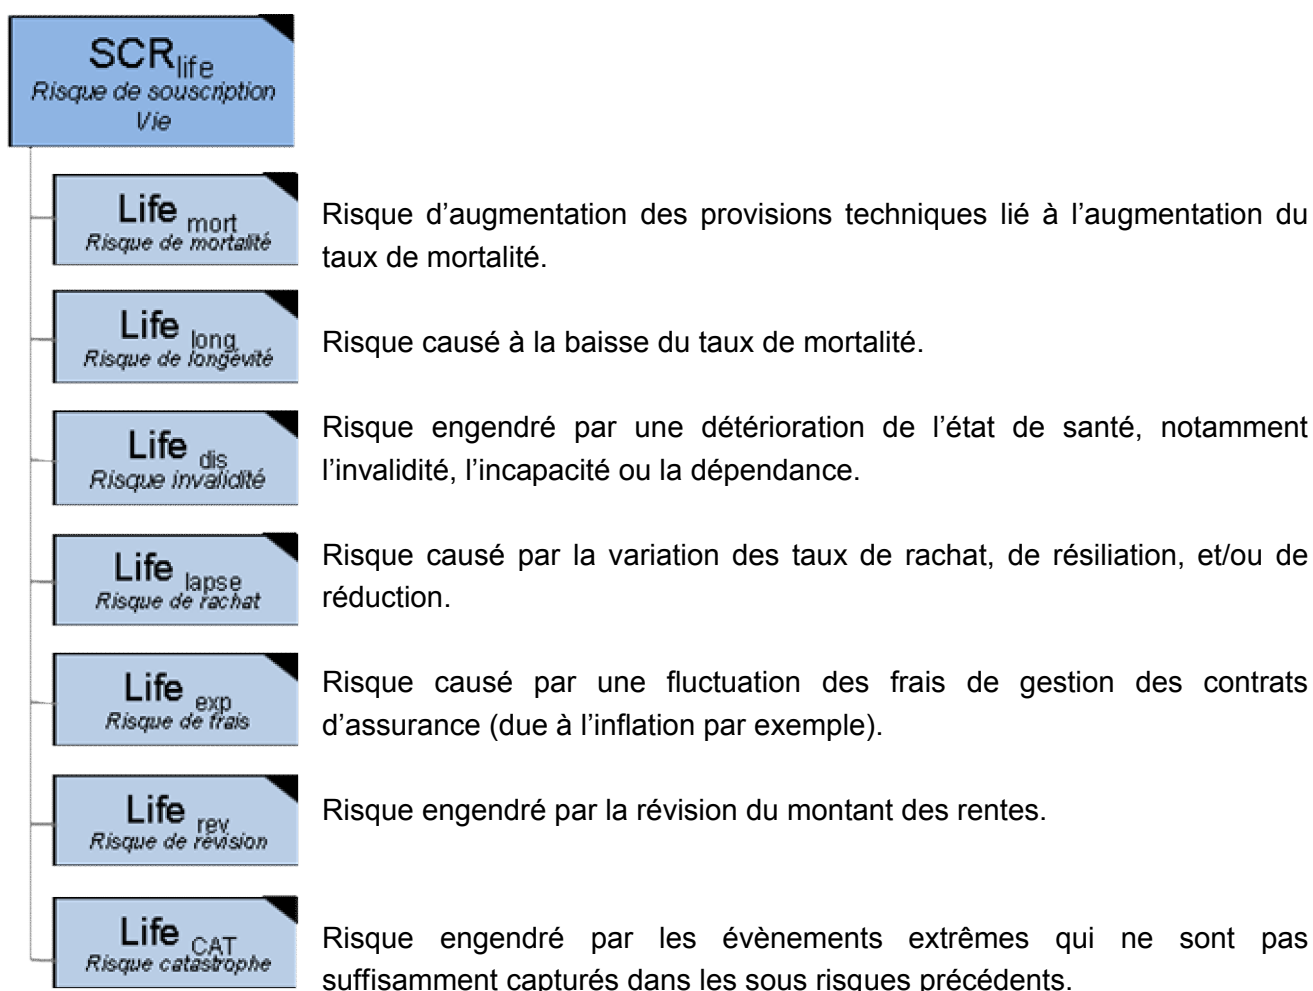 SCR life
Risque de souscription
Vie
Life mort
Risque de mortalité
Risque d’augmentation des provisions techniques lié à l’augmentation du
taux de mortalité.
Life long
Risque de longévité
Risque causé à la baisse du taux de mortalité.
Life dis
Risque invalidité
Risque engendré par une détérioration de l’état de santé, notamment
l’invalidité, l’incapacité ou la dépendance.
Life lapse
Risque de rachat
Risque causé par la variation des taux de rachat, de résiliation, et/ou de
réduction.
Life exp
Risque de frais
Risque causé par une fluctuation des frais de gestion des contrats
d’assurance (due à l’inflation par exemple).
Life rev
Risque de révision
Risque engendré par la révision du montant des rentes.
Life CAT
Risque catastrophe
Risque engendré par les évènements extrêmes qui ne sont pas
suffisamment capturés dans les sous risques précédents.